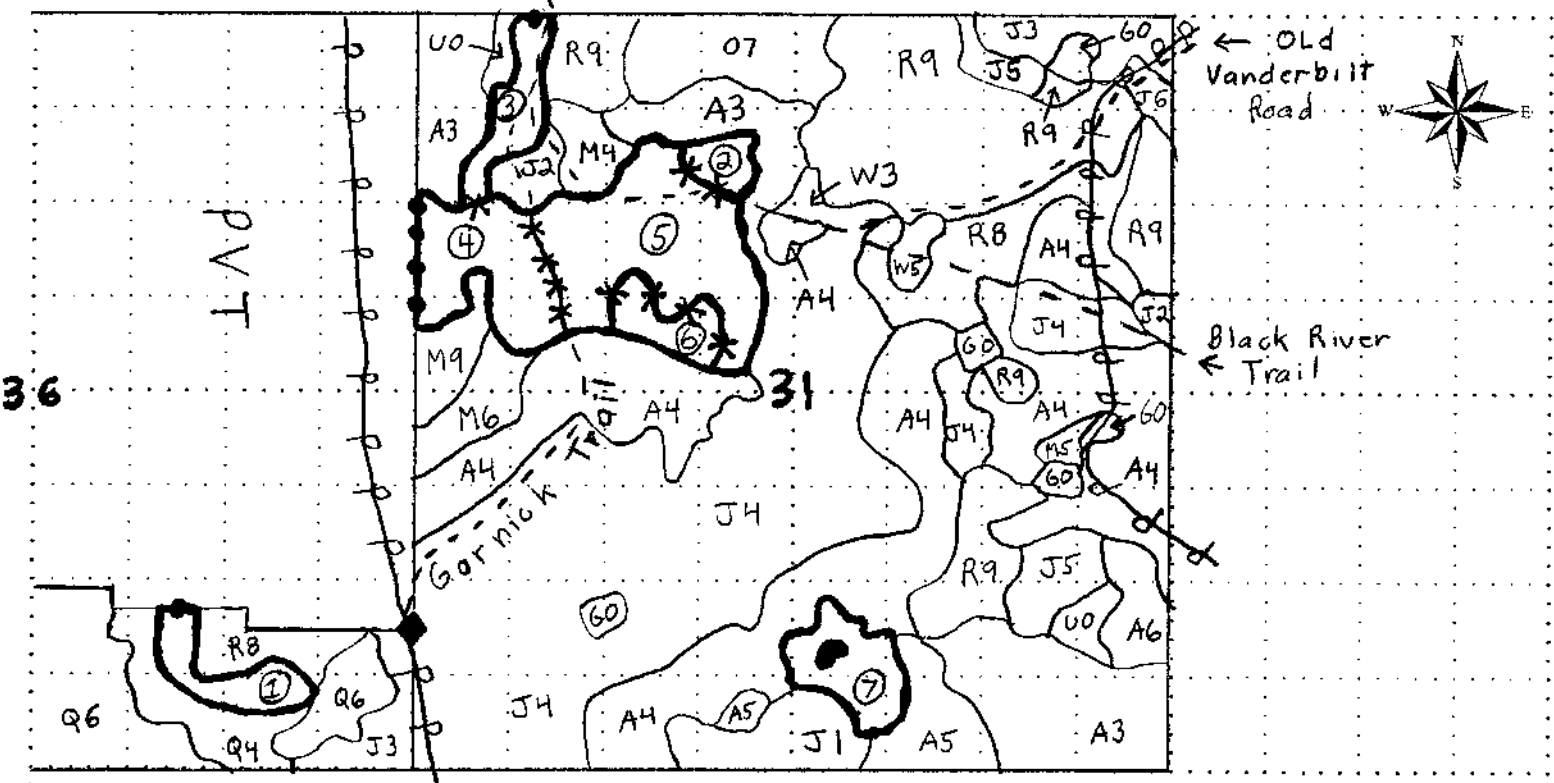 J3
60
UO
R9
O7
R9
J5
← OLd
Vanderbilt
Road
N
W
E
S
③
A3
A3
R9
J6
W2
M4
②
W3
PVT
④
⑤
R8
A4
R9
W5
A4
J4
J2
M9
⑥
60
Black River
← Trail
36
R9
31
M6
A4
A4
J4
A4
60
M5
A4
60
A4
Garnick Trail
J4
R9
J5
60
UO
A6
R8
①
Q6
⑦
Q6
J4
A4
A5
Q4
J3
J1
A5
A3